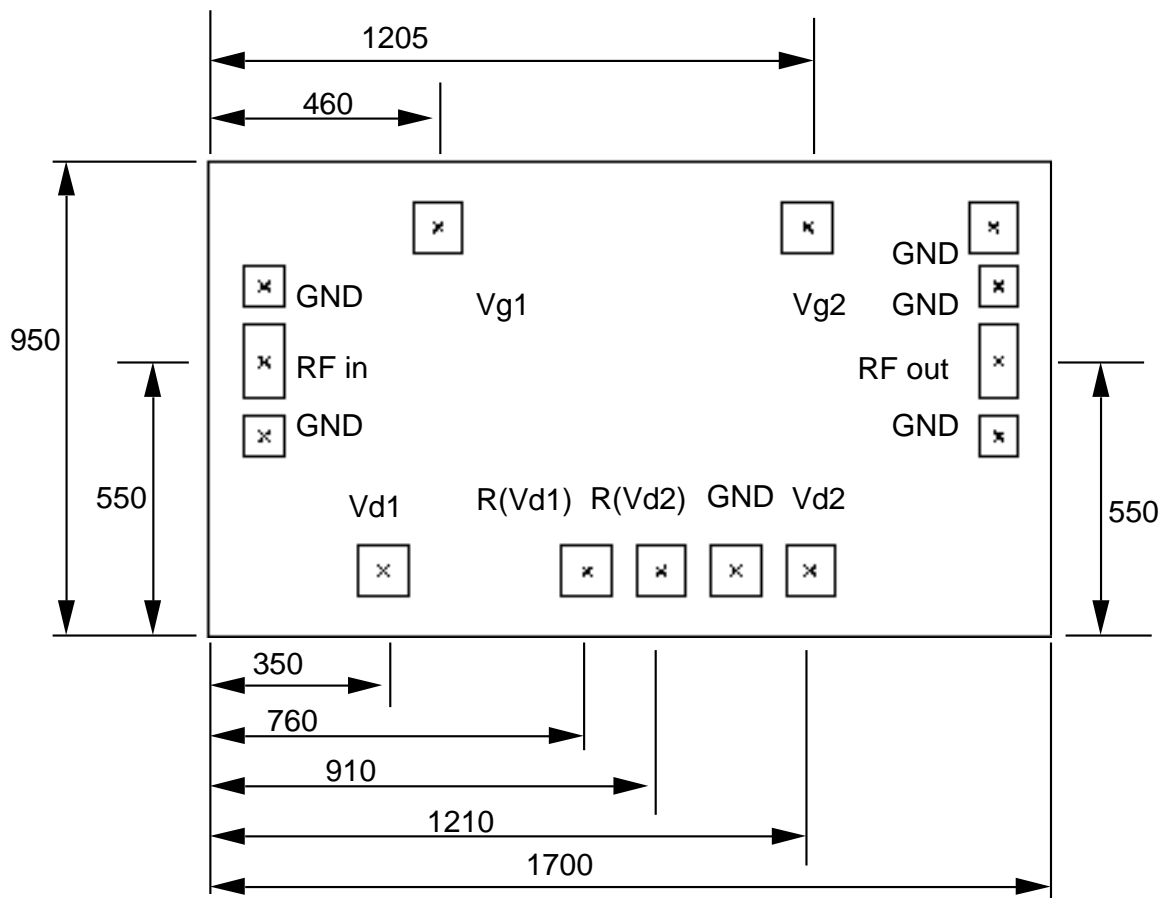 1205
460
GND
GND
Vg1
Vg2
GND
950
RF in
RF out
GND
GND
550
Vd1
R(Vd1)
R(Vd2)
GND
Vd2
550
350
760
910
1210
1700